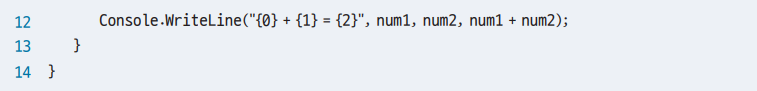 12 Console.WriteLine("{0} + {1} = {2}", num1, num2, num1 + num2);
13 }
14 }